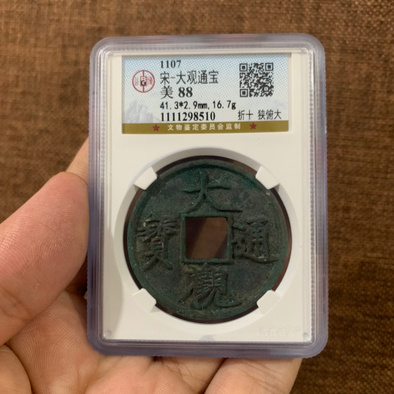 1107
宋-大观通宝
美 88
41.3*2.9mm,16.7g
1111298510
折十 狭俯大
★ 文物鉴定委员会监制 ★
大
寶 通
觀